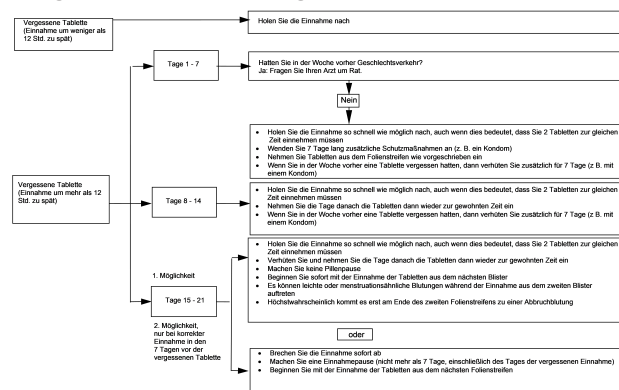 Vergessene Tablette
(Einnahme um weniger als
12 Std. zu spät)
Holen Sie die Einnahme nach
Tage 1 - 7
Hatten Sie in der Woche vorher Geschlechtsverkehr?
Ja: Fragen Sie Ihren Arzt um Rat.
Nein
• Holen Sie die Einnahme so schnell wie möglich nach, auch wenn dies bedeutet, dass Sie 2 Tabletten zur gleichen
Zeit einnehmen müssen
• Wenden Sie 7 Tage lang zusätzliche Schutzmaßnahmen an (z. B. ein Kondom)
• Nehmen Sie Tabletten aus dem Folienstreifen wie vorgeschrieben ein
• Wenn Sie in der Woche vorher eine Tablette vergessen hatten, dann verhüten Sie zusätzlich für 7 Tage (z B. mit
einem Kondom)
Vergessene Tablette
(Einnahme um mehr als 12
Std. zu spät)
Tage 8 - 14
• Holen Sie die Einnahme so schnell wie möglich nach, auch wenn dies bedeutet, dass Sie 2 Tabletten zur gleichen
Zeit einnehmen müssen
• Nehmen Sie die Tage danach die Tabletten dann wieder zur gewohnten Zeit ein
• Wenn Sie in der Woche vorher eine Tablette vergessen hatten, dann verhüten Sie zusätzlich für 7 Tage (z B. mit
einem Kondom)
1. Möglichkeit
Tage 15 - 21
2. Möglichkeit,
nur bei korrekter
Einnahme in den
7 Tagen vor der
vergessenen Tablette
• Holen Sie die Einnahme so schnell wie möglich nach, auch wenn dies bedeutet, dass Sie 2 Tabletten zur gleichen
Zeit einnehmen müssen
• Verhüten Sie und nehmen Sie die Tage danach die Tabletten dann wieder zur gewohnten Zeit ein
• Machen Sie keine Pillenpause
• Beginnen Sie sofort mit der Einnahme der Tabletten aus dem nächsten Blister
• Es können leichte oder menstruationsähnliche Blutungen während der Einnahme aus dem zweiten Blister
auftreten
• Höchstwahrscheinlich kommt es erst am Ende des zweiten Folienstreifens zu einer Abbruchblutung
oder
• Brechen Sie die Einnahme sofort ab
• Machen Sie eine Einnahmepause (nicht mehr als 7 Tage, einschließlich des Tages der vergessenen Einnahme)
• Beginnen Sie mit der Einnahme der Tabletten aus dem nächsten Folienstreifen